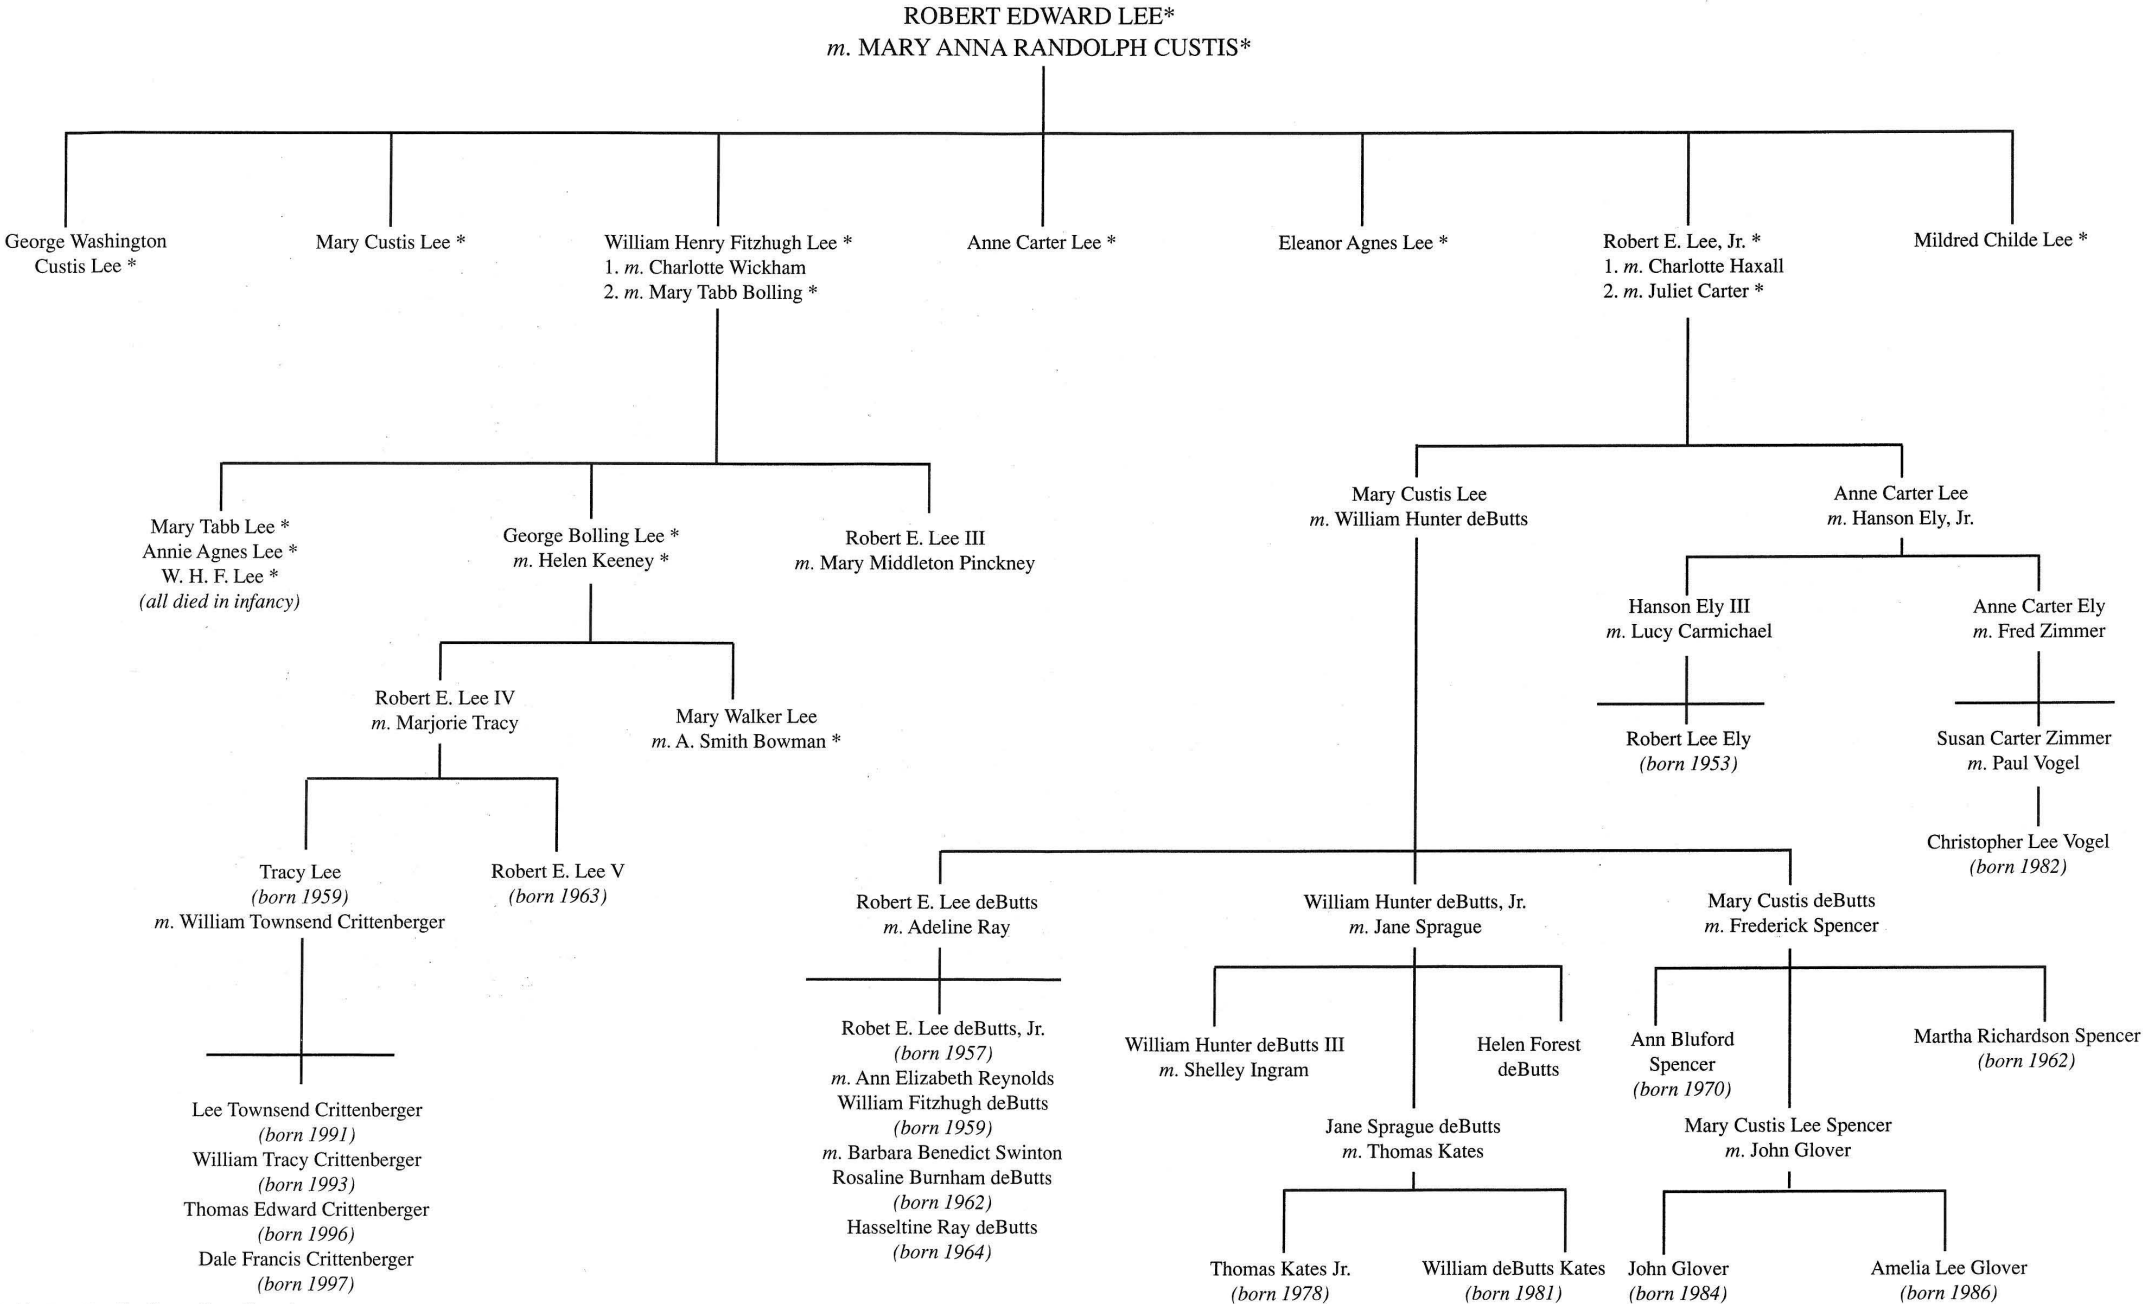 ROBERT EDWARD LEE*
m. MARY ANNA RANDOLPH CUSTIS*
George Washington
Custis Lee *
Mary Custis Lee *
William Henry Fitzhugh Lee *
1. m. Charlotte Wickham
2. m. Mary Tabb Bolling *
Anne Carter Lee *
Eleanor Agnes Lee *
Robert E. Lee, Jr. *
1. m. Charlotte Haxall
2. m. Juliet Carter *
Mildred Childe Lee *
Mary Tabb Lee *
Annie Agnes Lee *
W. H. F. Lee *
(all died in infancy)
George Bolling Lee *
m. Helen Keeney *
Robert E. Lee III
m. Mary Middleton Pinckney
Mary Custis Lee
m. William Hunter deButts
Anne Carter Lee
m. Hanson Ely, Jr.
Hanson Ely III
m. Lucy Carmichael
Anne Carter Ely
m. Fred Zimmer
Robert E. Lee IV
m. Marjorie Tracy
Mary Walker Lee
m. A. Smith Bowman *
Robert Lee Ely
(born 1953)
Susan Carter Zimmer
m. Paul Vogel
Christopher Lee Vogel
(born 1982)
Tracy Lee
(born 1959)
m. William Townsend Crittenberger
Robert E. Lee V
(born 1963)
Robert E. Lee deButts
m. Adeline Ray
William Hunter deButts, Jr.
m. Jane Sprague
Mary Custis deButts
m. Frederick Spencer
Lee Townsend Crittenberger
(born 1991)
William Tracy Crittenberger
(born 1993)
Thomas Edward Crittenberger
(born 1996)
Dale Francis Crittenberger
(born 1997)
Robet E. Lee deButts, Jr.
(born 1957)
m. Ann Elizabeth Reynolds
William Fitzhugh deButts
(born 1959)
m. Barbara Benedict Swinton
Rosaline Burnham deButts
(born 1962)
Hasseltine Ray deButts
(born 1964)
William Hunter deButts III
m. Shelley Ingram
Helen Forest
deButts
Ann Bluford
Spencer
(born 1970)
Martha Richardson Spencer
(born 1962)
Jane Sprague deButts
m. Thomas Kates
Mary Custis Lee Spencer
m. John Glover
Thomas Kates Jr.
(born 1978)
William deButts Kates
(born 1981)
John Glover
(born 1984)
Amelia Lee Glover
(born 1986)